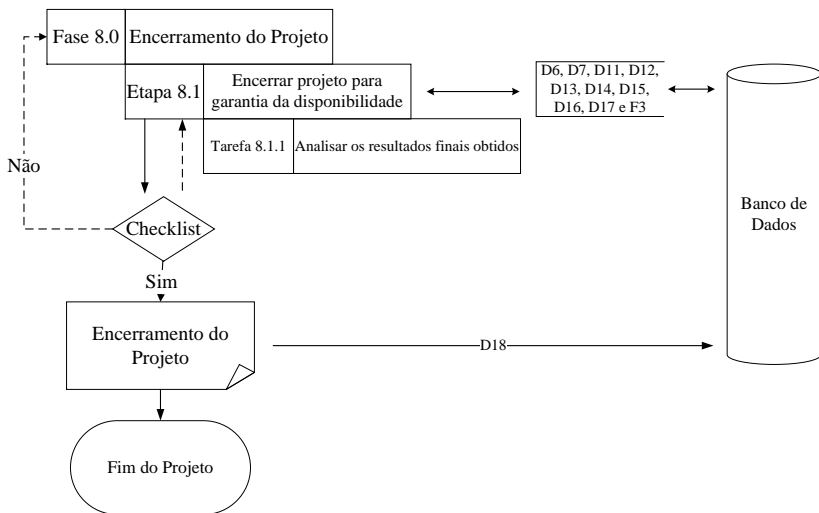 Fase 8.0
Encerramento do Projeto
Etapa 8.1
Encerrar projeto para
garantia da disponibilidade
D6, D7, D11, D12,
D13, D14, D15,
D16, D17 e F3
Tarefa 8.1.1
Analisar os resultados finais obtidos
Não
Checklist
Banco de
Dados
Sim
Encerramento do
Projeto
D18
Fim do Projeto